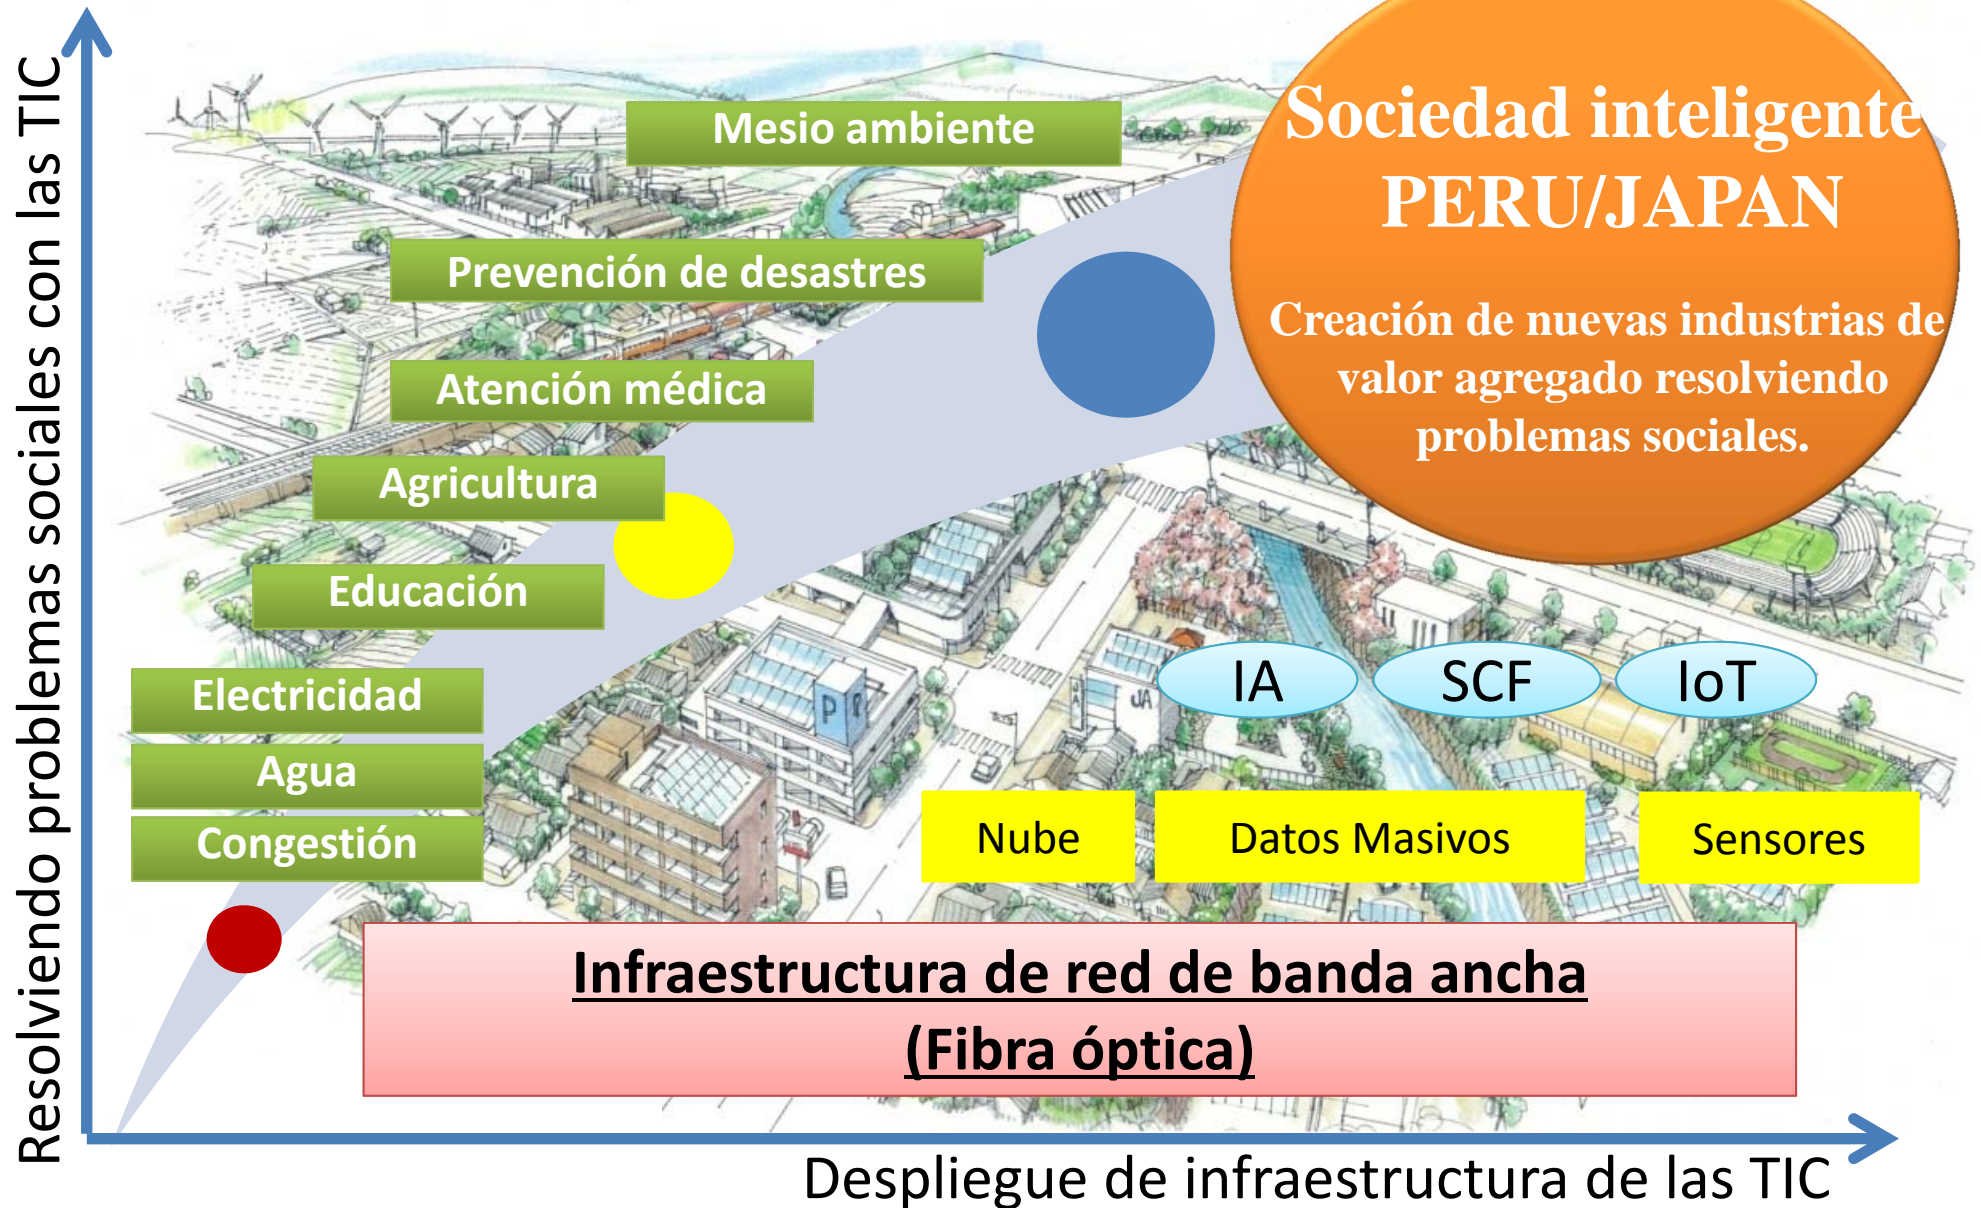 Resolviendo problemas sociales con las TIC
Sociedad inteligente
PERU/JAPAN
Creación de nuevas industrias de
valor agregado resolviendo
problemas sociales.
Mesio ambiente
Prevención de desastres
Atención médica
Agricultura
Educación
Electricidad
Agua
Congestión
IA
SCF
IoT
Nube
Datos Masivos
Sensores
Infraestructura de red de banda ancha
(Fibra óptica)
Despliegue de infraestructura de las TIC
P
JA
JA